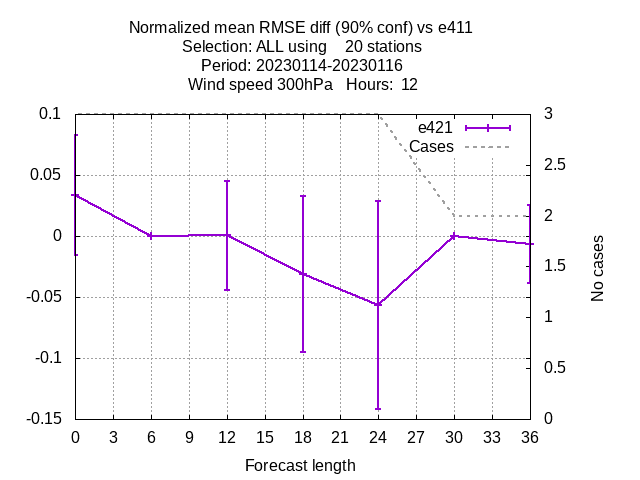 Normalized mean RMSE diff (90% conf) vs e411
Selection: ALL using    20 stations
Period: 20230114-20230116
Wind speed 300hPa   Hours:  12
e421
Cases
0.1
0.05
0
-0.05
-0.1
-0.15
3
2.5
2
1.5
1
0.5
0
No cases
0 3 6 9 12 15 18 21 24 27 30 33 36
Forecast length